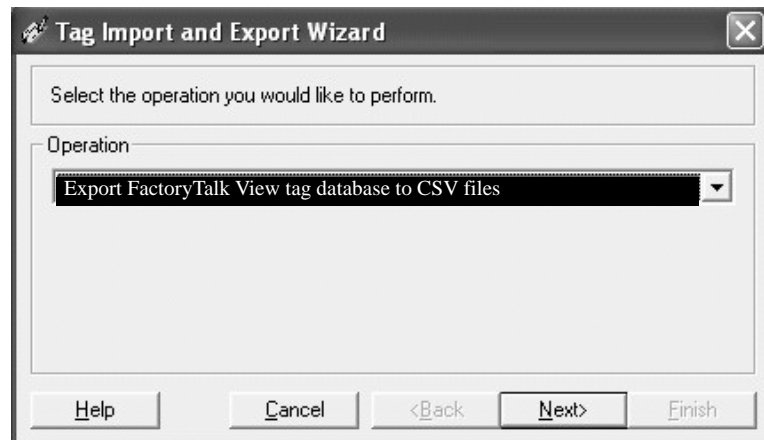 Tag Import and Export Wizard
Select the operation you would like to perform.
Operation
Export FactoryTalk View tag database to CSV files
Help
Cancel
<Back
Next>
Finish